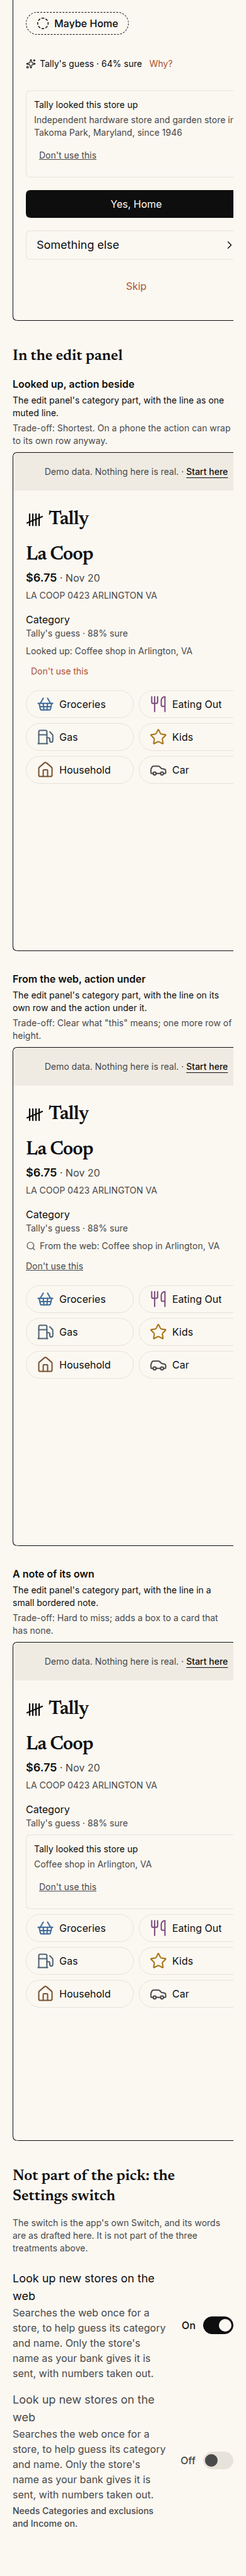 Maybe Home
Tally's guess · 64% sure Why?
Tally looked this store up
Independent hardware store and garden store in
Takoma Park, Maryland, since 1946
Don't use this
Yes, Home
Something else
Skip
In the edit panel
Looked up, action beside
The edit panel's category part, with the line as one
muted line.
Trade-off: Shortest. On a phone the action can wrap
to its own row anyway.
Demo data. Nothing here is real. · Start here
Tally
La Coop
$6.75 · Nov 20
LA COOP 0423 ARLINGTON VA
Category
Tally's guess · 88% sure
Looked up: Coffee shop in Arlington, VA
Don't use this
Groceries
Eating Out
Gas
Kids
Household
Car
From the web, action under
The edit panel's category part, with the line on its
own row and the action under it.
Trade-off: Clear what "this" means; one more row of
height.
Demo data. Nothing here is real. · Start here
Tally
La Coop
$6.75 · Nov 20
LA COOP 0423 ARLINGTON VA
Category
Tally's guess · 88% sure
From the web: Coffee shop in Arlington, VA
Don't use this
Groceries
Eating Out
Gas
Kids
Household
Car
A note of its own
The edit panel's category part, with the line in a
small bordered note.
Trade-off: Hard to miss; adds a box to a card that
has none.
Demo data. Nothing here is real. · Start here
Tally
La Coop
$6.75 · Nov 20
LA COOP 0423 ARLINGTON VA
Category
Tally's guess · 88% sure
Tally looked this store up
Coffee shop in Arlington, VA
Don't use this
Groceries
Eating Out
Gas
Kids
Household
Car
Not part of the pick: the
Settings switch
The switch is the app's own Switch, and its words
are as drafted here. It is not part of the three
treatments above.
Look up new stores on the
web
Searches the web once for a
store, to help guess its category
and name. Only the store's
name as your bank gives it is
sent, with numbers taken out.
On
Look up new stores on the
web
Searches the web once for a
store, to help guess its category
and name. Only the store's
name as your bank gives it is
sent, with numbers taken out.
Needs Categories and exclusions
and Income on.
Off